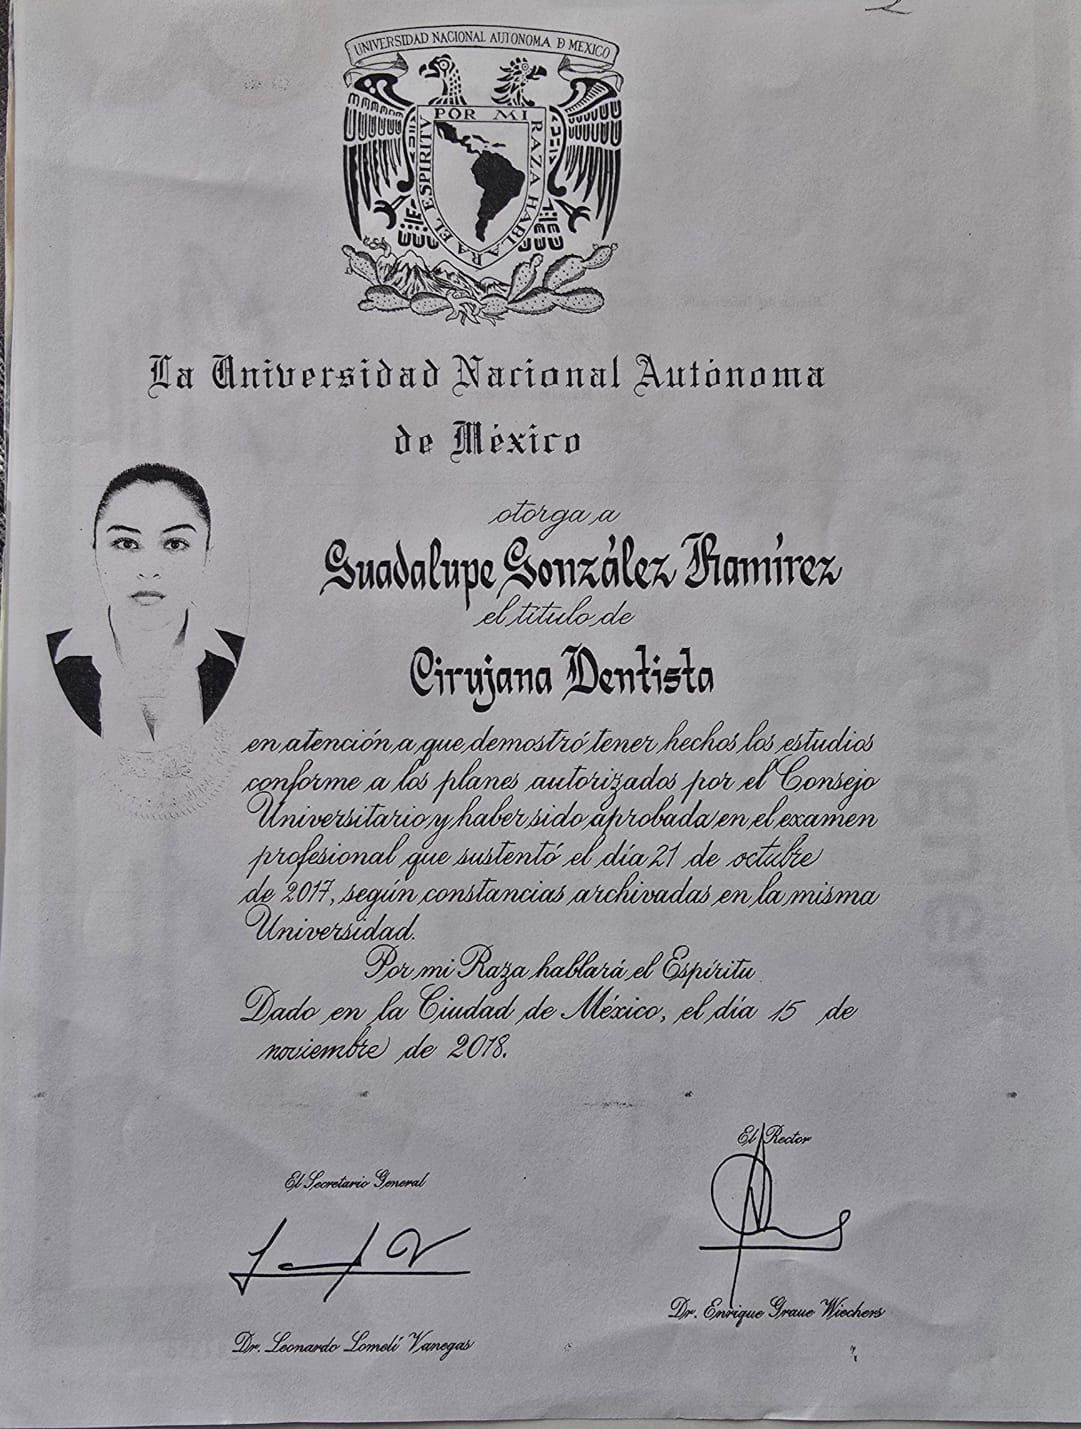 UNIVERSIDAD NACIONAL AUTONOMA D MEXICO
POR MI RAZA HABLARA EL ESPIRITV
La Universidad Nacional Autónoma
de México
otorga a
Guadalupe González Ramírez
el título de
Cirujana Dentista
en atención a que demostró tener hechos los estudios
conforme a los planes autorizados por el Consejo
Universitario y haber sido aprobada en el examen
profesional que sustentó el día 21 de octubre
de 2017, según constancias archivadas en la misma
Universidad.
Por mi Raza hablará el Espíritu
Dado en la Ciudad de México, el día 15 de
noviembre de 2018.
El Rector
El Secretario General
Dr. Enrique Graue Wiechers
Dr. Leonardo Lomelí Vanegas